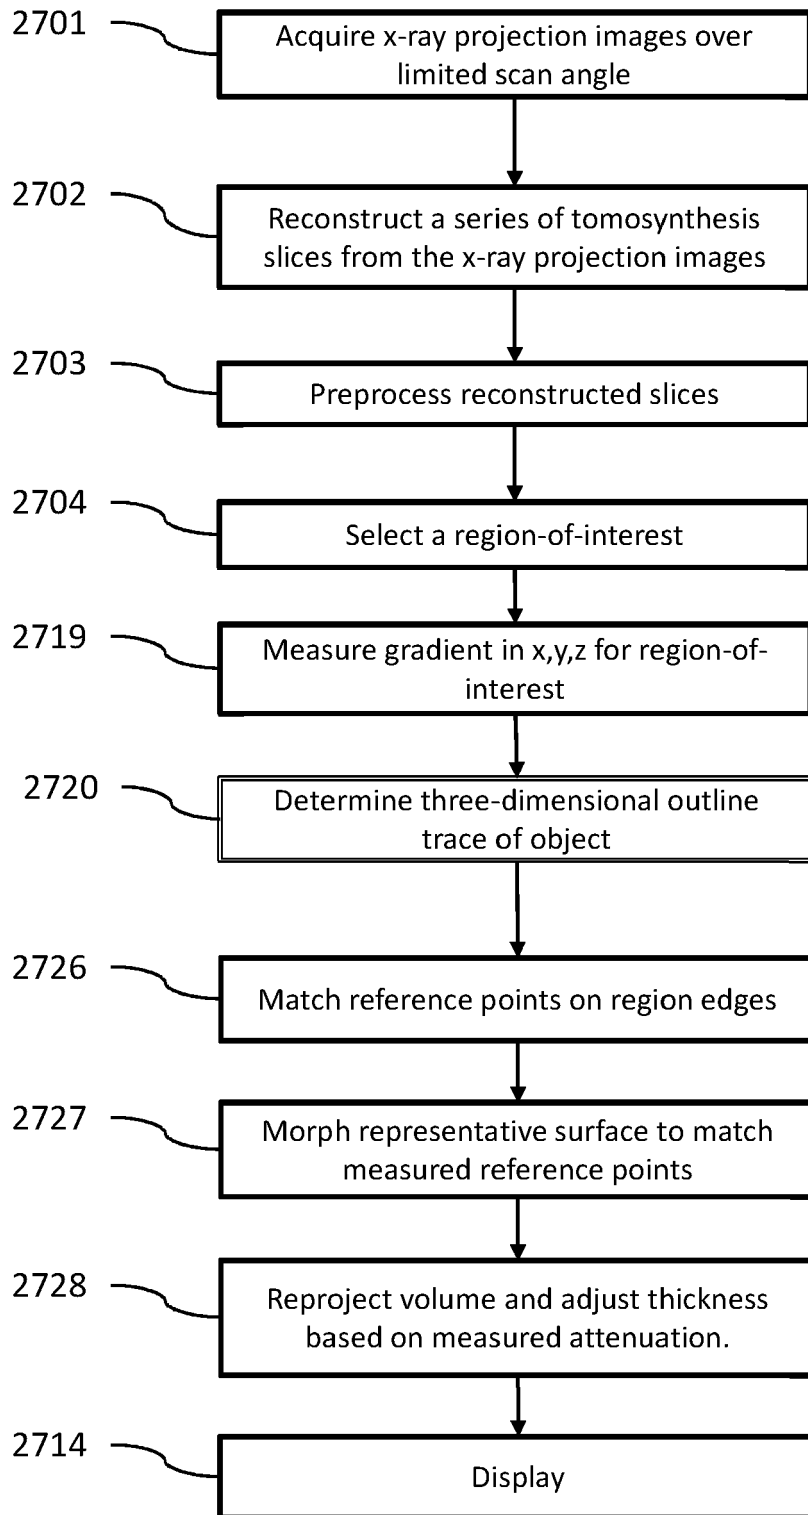 2701
Acquire x-ray projection images over
limited scan angle
2702
Reconstruct a series of tomosynthesis
slices from the x-ray projection images
2703
Preprocess reconstructed slices
2704
Select a region-of-interest
2719
Measure gradient in x,y,z for region-of-
interest
2720
Determine three-dimensional outline
trace of object
2726
Match reference points on region edges
2727
Morph representative surface to match
measured reference points
2728
Reproject volume and adjust thickness
based on measured attenuation.
2714
Display